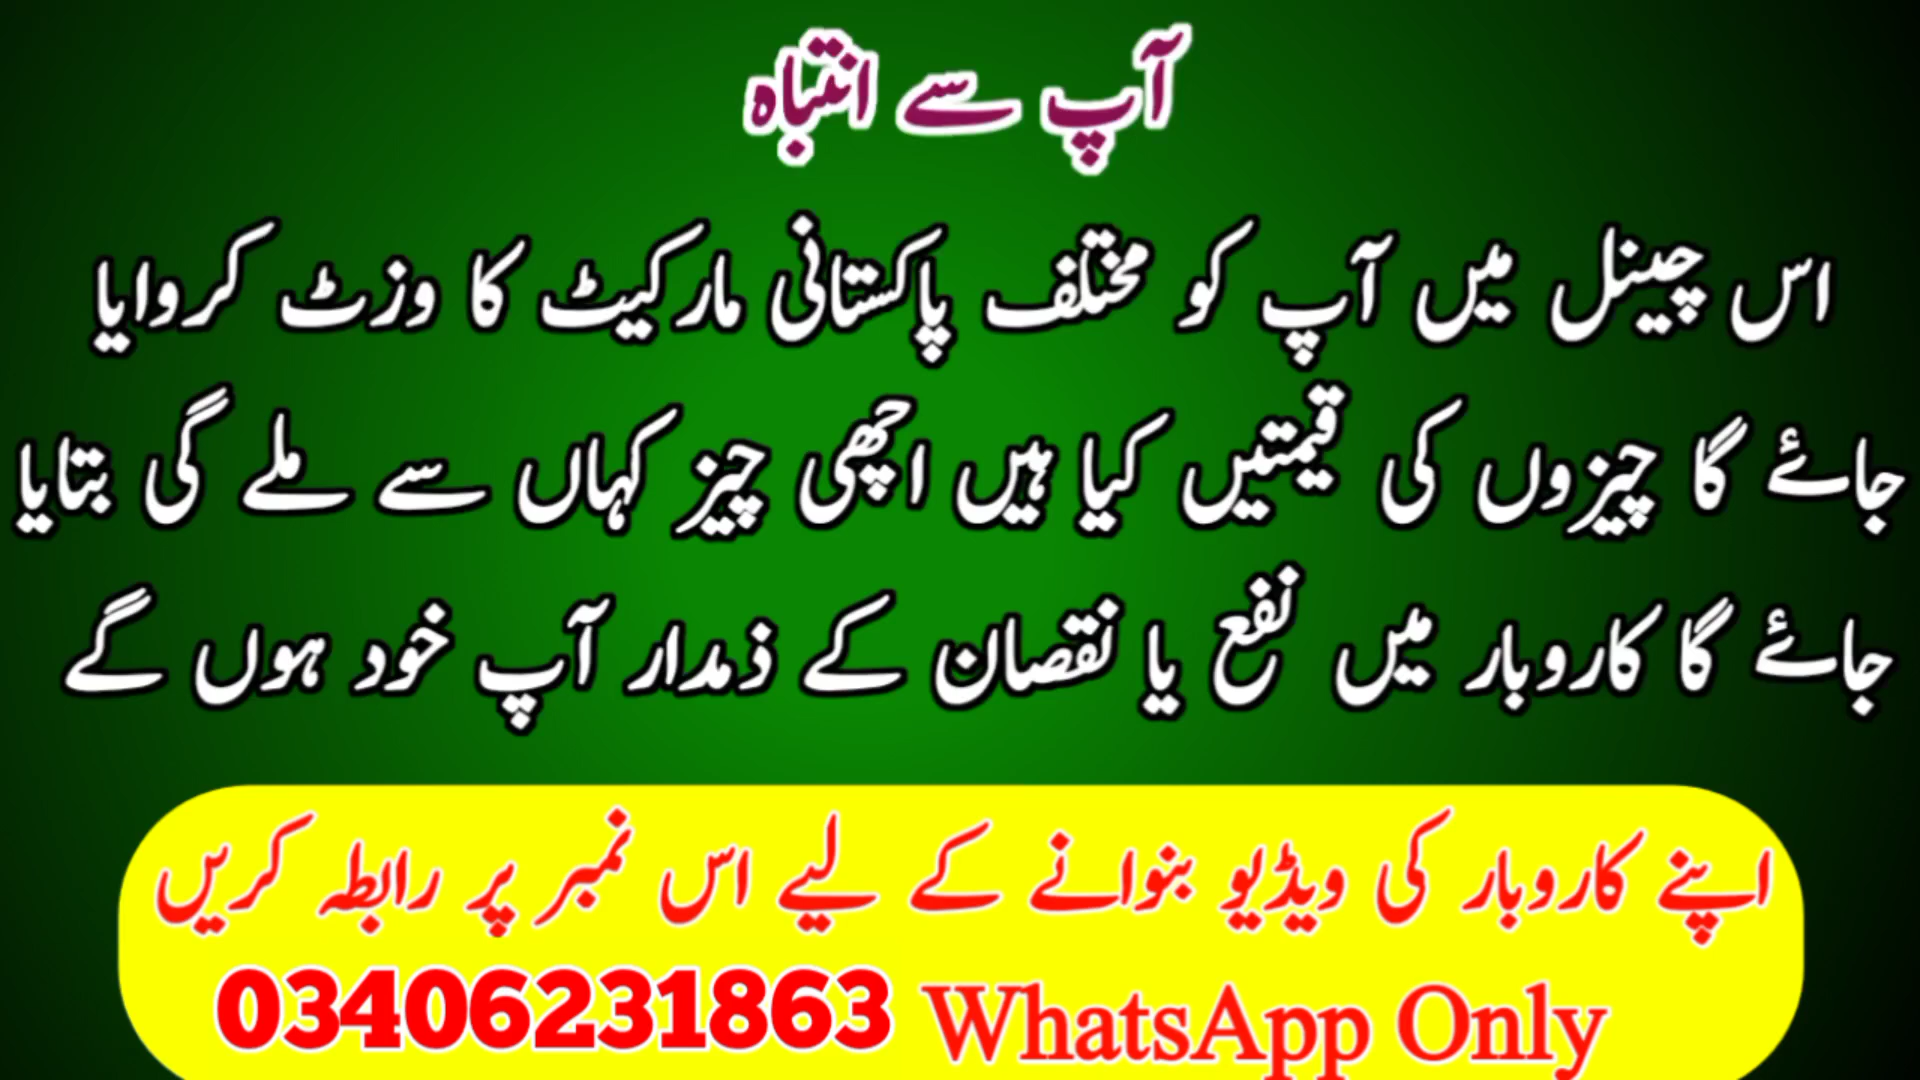 آپ سے انتباہ
اس چینل میں آپ کو مختلف پاکستانی مارکیٹ کا وزٹ کروایا
جائے گا چیزوں کی قیمتیں کیا ہیں اچھی چیز کہاں سے ملے گی بتایا
جائے گا کاروبار میں نفع یا نقصان کے ذمدار آپ خود ہوں گے
اپنے کاروبار کی ویڈیو بنوانے کے لیے اس نمبر پر رابطہ کریں
03406231863 WhatsApp Only